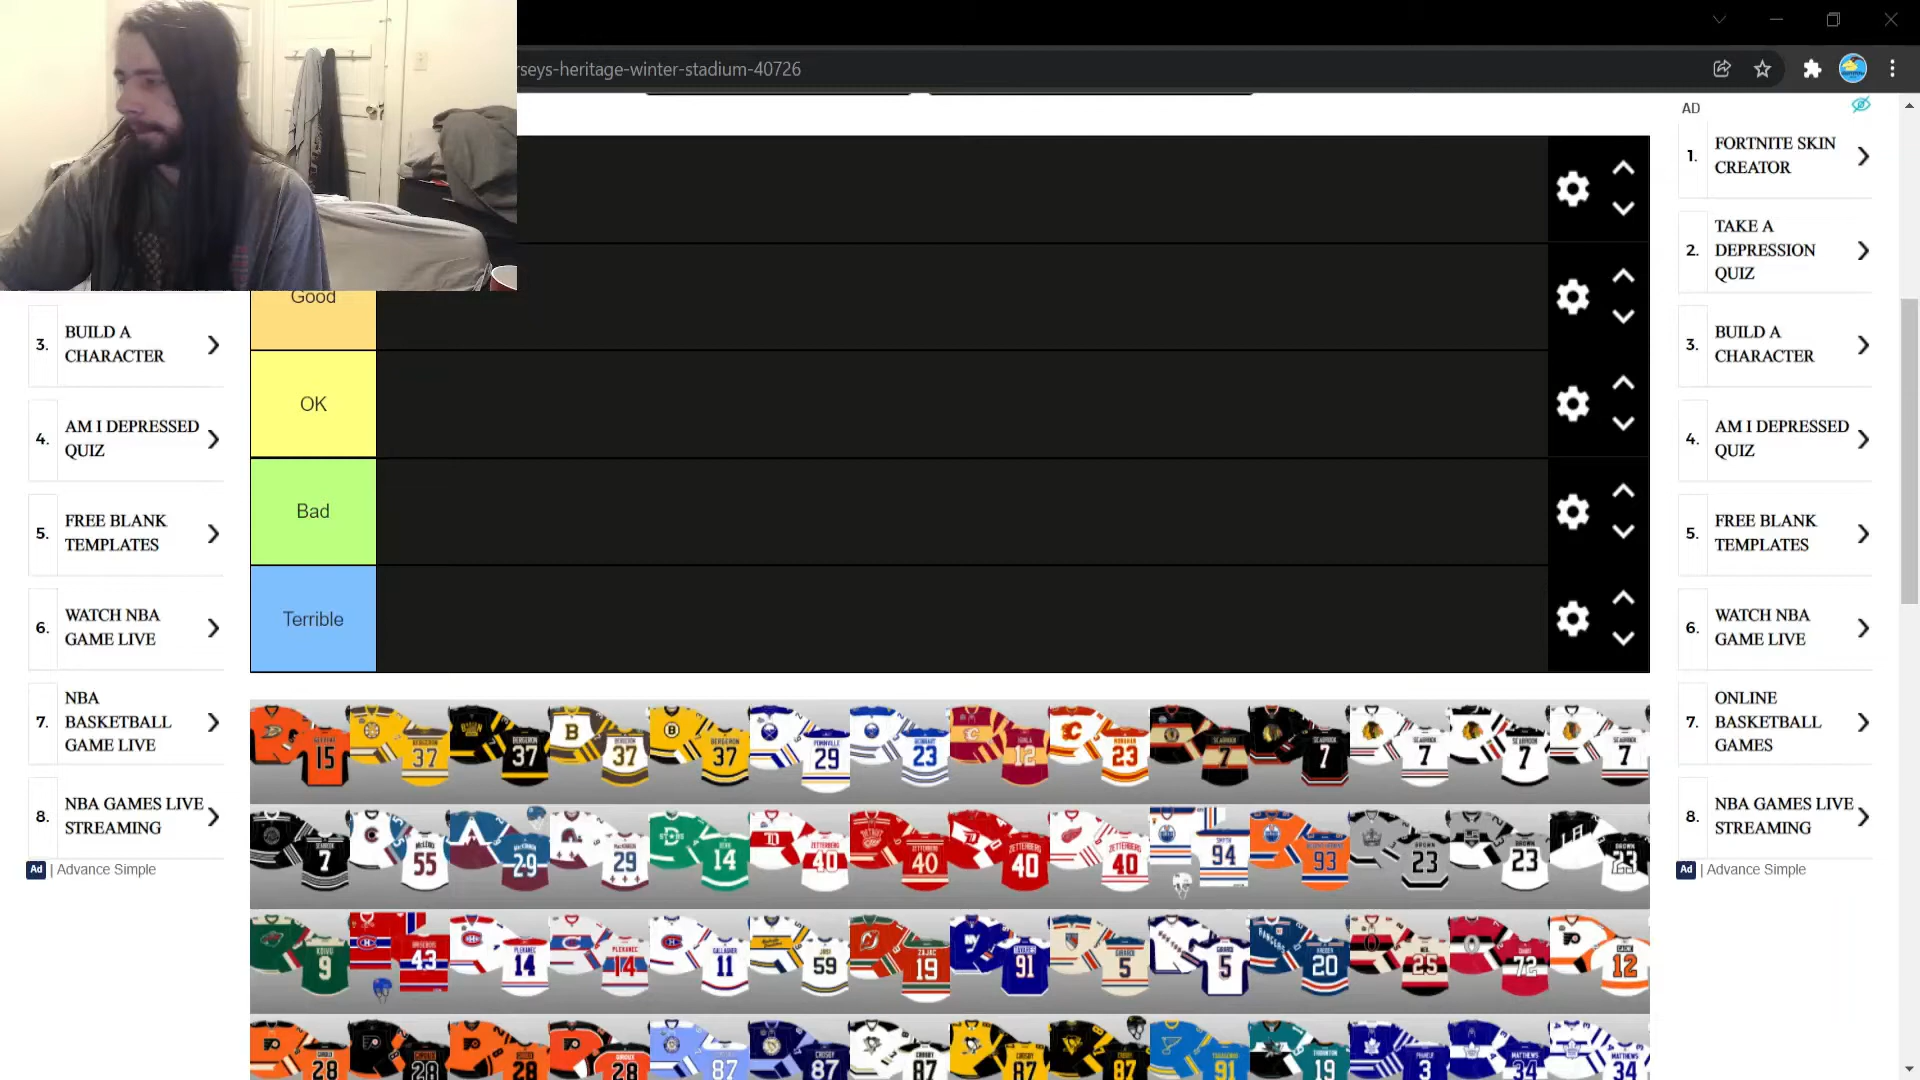 rseys-heritage-winter-stadium-40726
AD
1. FORTNITE SKIN
CREATOR
2. TAKE A
DEPRESSION
QUIZ
3. BUILD A
CHARACTER
4. AM I DEPRESSED
QUIZ
5. FREE BLANK
TEMPLATES
6. WATCH NBA
GAME LIVE
7. ONLINE
BASKETBALL
GAMES
8. NBA GAMES LIVE
STREAMING
Ad | Advance Simple
3. BUILD A
CHARACTER
4. AM I DEPRESSED
QUIZ
5. FREE BLANK
TEMPLATES
6. WATCH NBA
GAME LIVE
7. NBA
BASKETBALL
GAME LIVE
8. NBA GAMES LIVE
STREAMING
Ad | Advance Simple
Good
OK
Bad
Terrible
15 37 37 37 37 29 23 12 23 7 7 7 7 7
7 55 29 29 14 40 40 40 40 94 93 23 23 23
9 43 14 14 11 59 19 91 5 5 20 25 72 12
28 28 28 28 87 87 87 87 87 91 19 3 34 34